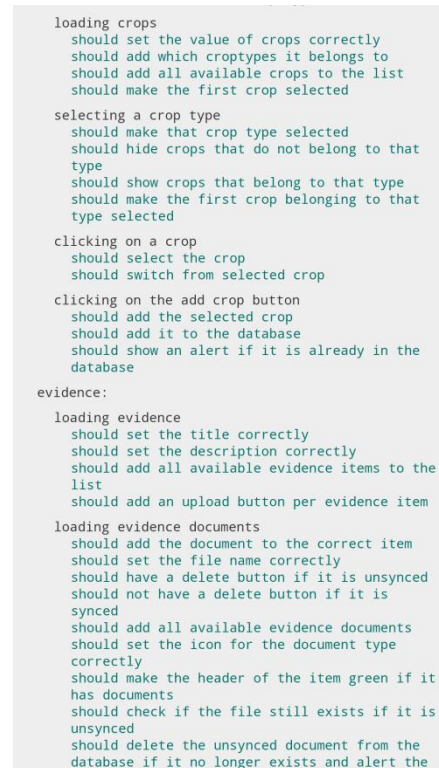 loading crops
should set the value of crops correctly
should add which croptypes it belongs to
should add all available crops to the list
should make the first crop selected
selecting a crop type
should make that crop type selected
should hide crops that do not belong to that
type
should show crops that belong to that type
should make the first crop belonging to that
type selected
clicking on a crop
should select the crop
should switch from selected crop
clicking on the add crop button
should add the selected crop
should add it to the database
should show an alert if it is already in the
database
evidence:
loading evidence
should set the title correctly
should set the description correctly
should add all available evidence items to the
list
should add an upload button per evidence item
loading evidence documents
should add the document to the correct item
should set the file name correctly
should have a delete button if it is unsynced
should not have a delete button if it is
synced
should add all available evidence documents
should set the icon for the document type
correctly
should make the header of the item green if it
has documents
should check if the file still exists if it is
unsynced
should delete the unsynced document from the
database if it no longer exists and alert the